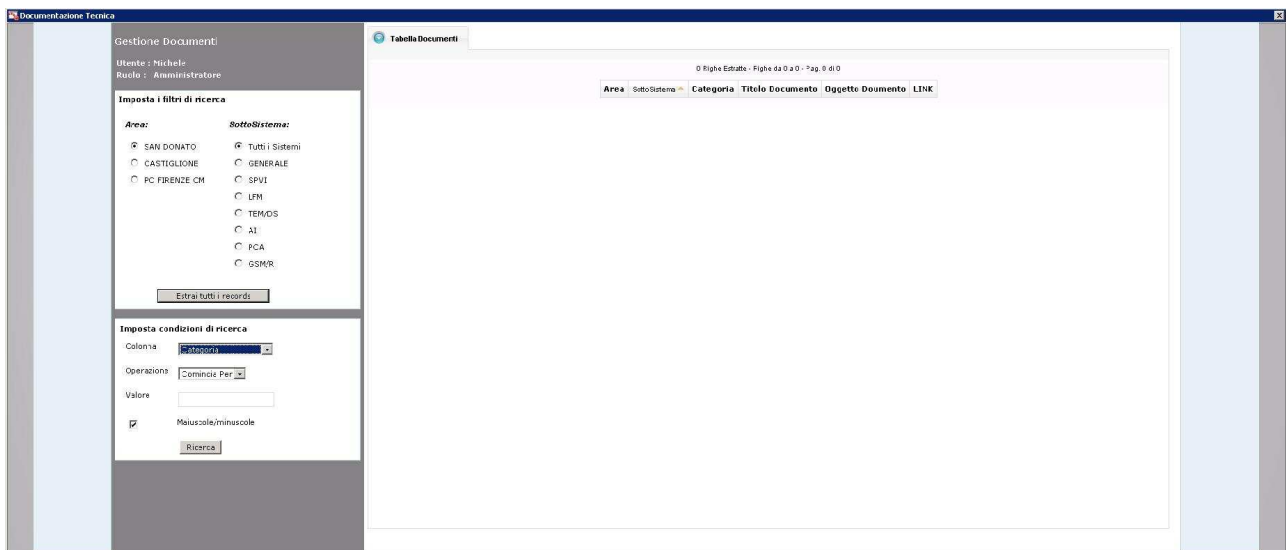 Documentazione Tecnica
Gestione Documenti
Utente : Michele
Ruolo : Amministratore
Imposta i filtri di ricerca
Area:
SottoSistema:
SAN DONATO
Tutti i Sistemi
CASTIGLIONE
GENERALE
PC FIRENZE CM
SPVI
LFM
TEM/DS
AI
PCA
GSM/R
Estrai tutti i records
Imposta condizioni di ricerca
Colonna
Categoria
Operazione
Comincia Per
Valore
Maiuscole/minuscole
Ricerca
Tabella Documenti
0 Righe Estratte - Righe da 0 a 0 - Pag. 0 di 0
Area SottoSistema Categoria Titolo Documento Oggetto Doumento LINK